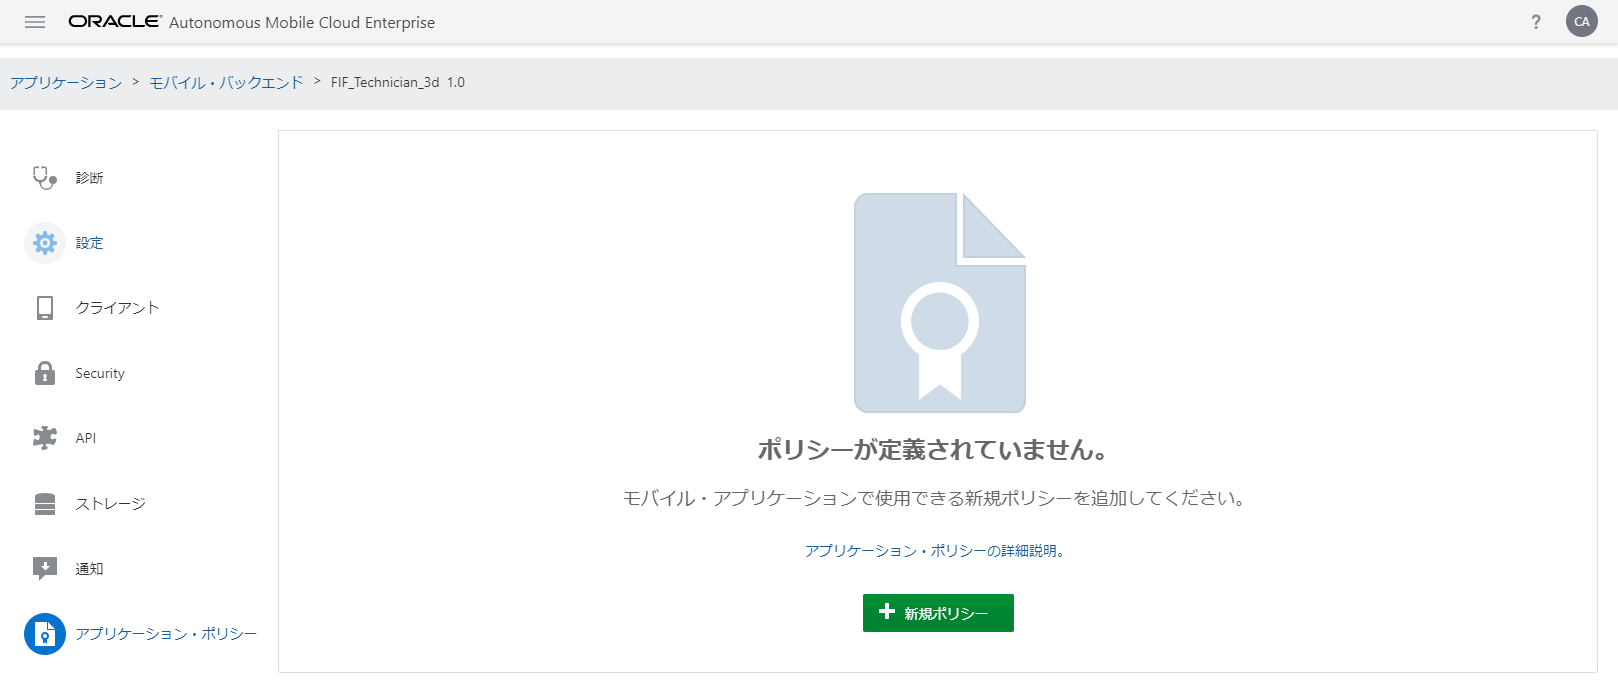 ORACLE Autonomous Mobile Cloud Enterprise ? CA
アプリケーション > モバイル・バックエンド > FIF_Technician_3d 1.0
診断
設定
クライアント
Security
API
ストレージ
通知
アプリケーション・ポリシー
ポリシーが定義されていません。
モバイル・アプリケーションで使用できる新規ポリシーを追加してください。
アプリケーション・ポリシーの詳細説明。
新規ポリシー